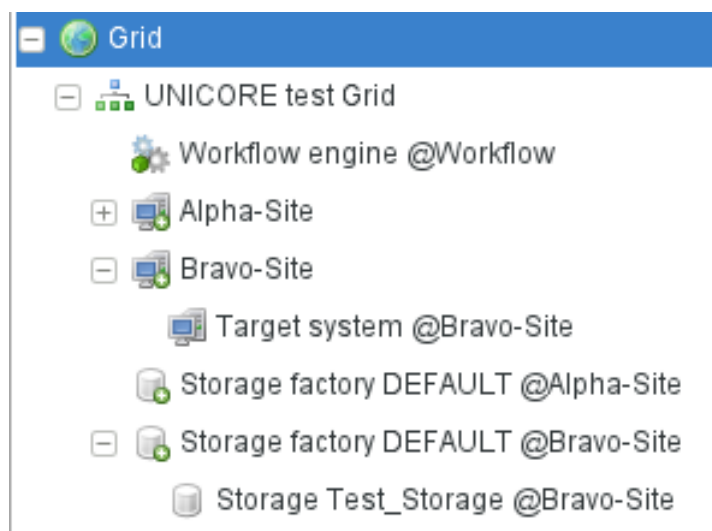 Grid
UNICORE test Grid
Workflow engine @Workflow
Alpha-Site
Bravo-Site
Target system @Bravo-Site
Storage factory DEFAULT @Alpha-Site
Storage factory DEFAULT @Bravo-Site
Storage Test_Storage @Bravo-Site